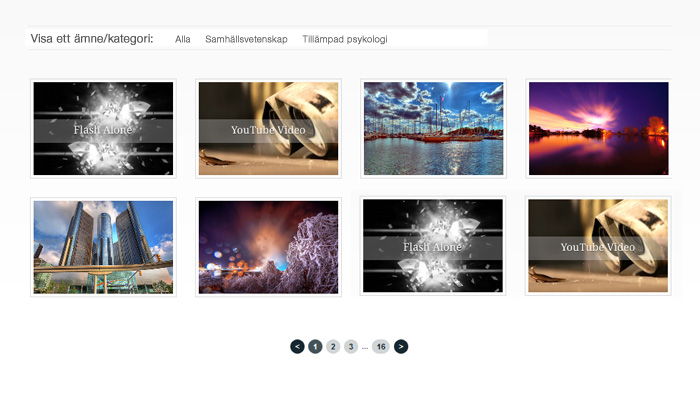 Visa ett ämne/kategori: Alla Samhällsvetenskap Tillämpad psykologi
Flash Alone YouTube Video
Flash Alone YouTube Video
< 1 2 3 ... 16 >